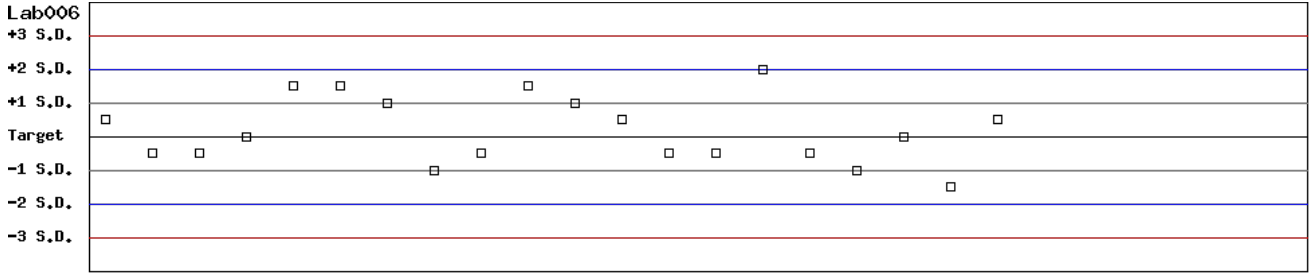 Lab006
+3 S.D.
+2 S.D.
+1 S.D.
Target
-1 S.D.
-2 S.D.
-3 S.D.